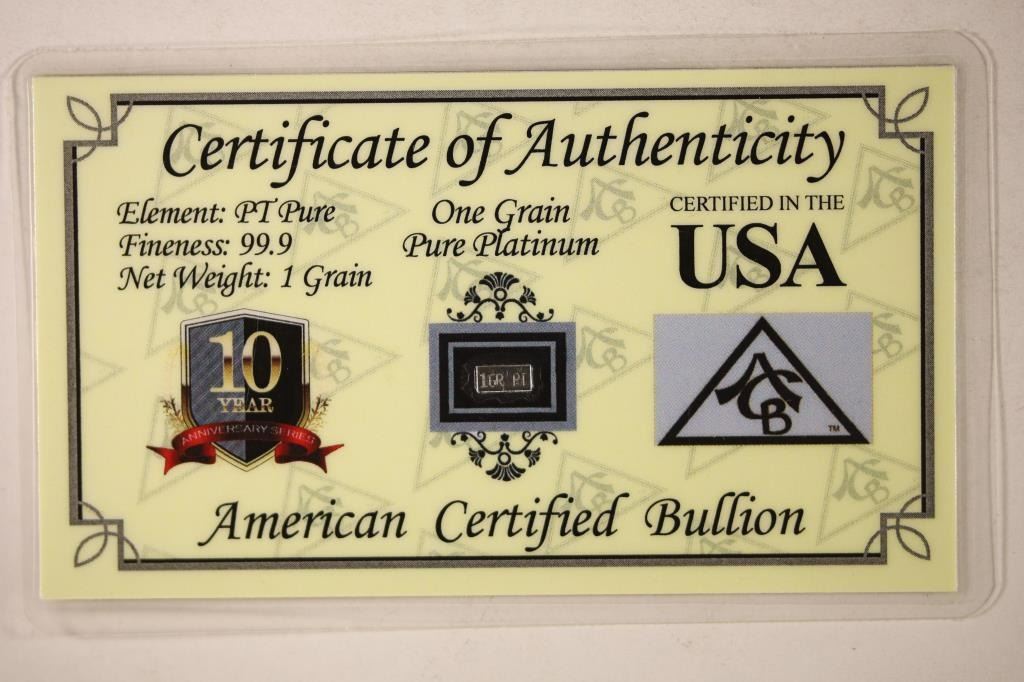 Certificate of Authenticity
Element: PT Pure
Fineness: 99.9
Net Weight: 1 Grain
One Grain
Pure Platinum
CERTIFIED IN THE
USA
10
YEAR
ANNIVERSARY SERIES
1GR PT
ACB
TM
American Certified Bullion